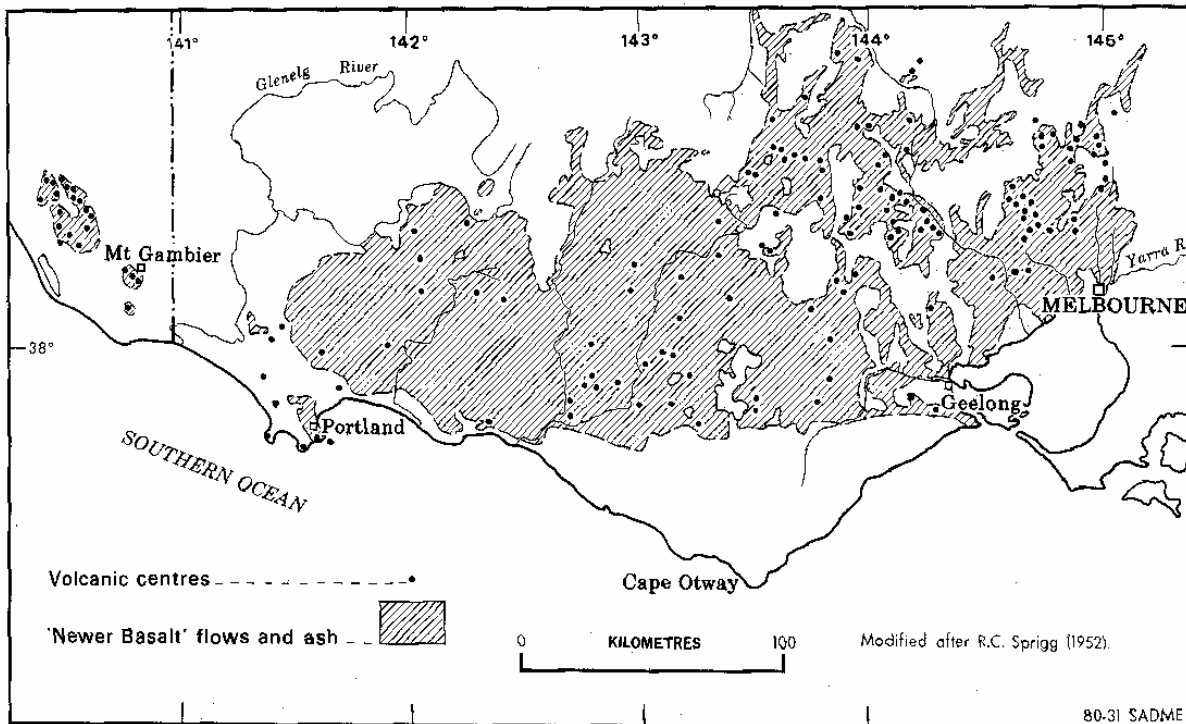 141°
142°
143°
144°
145°
Glenelg River
Mt Gambier
Yarra R
MELBOURNE
38°
Geelong
Portland
SOUTHERN OCEAN
Cape Otway
Volcanic centres
'Newer Basalt' flows and ash
0 KILOMETRES 100
Modified after R.C. Sprigg (1952).
80-31 SADME